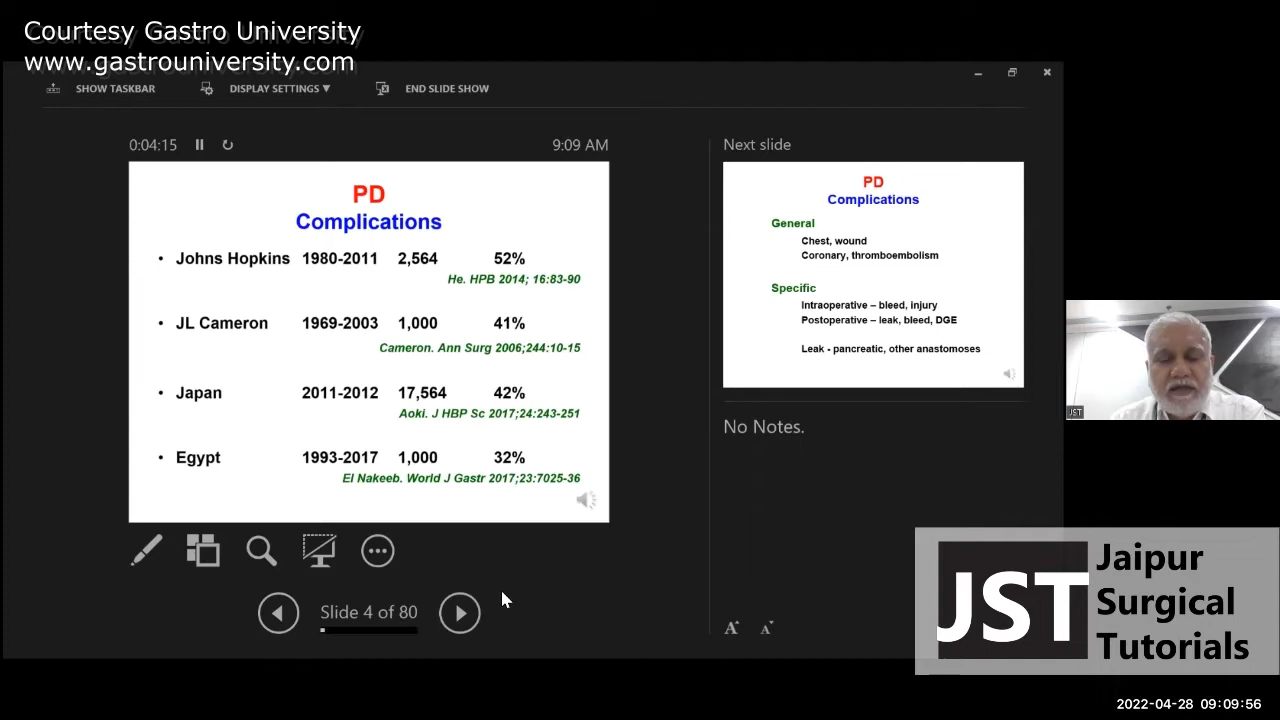 Courtesy Gastro University
www.gastrouniversity.com
SHOW TASKBAR
DISPLAY SETTINGS ▼
END SLIDE SHOW
0:04:15
9:09 AM
PD
Complications
• Johns Hopkins 1980-2011 2,564 52%
He. HPB 2014; 16:83-90
• JL Cameron 1969-2003 1,000 41%
Cameron. Ann Surg 2006;244:10-15
• Japan 2011-2012 17,564 42%
Aoki. J HBP Sc 2017;24:243-251
• Egypt 1993-2017 1,000 32%
El Nakeeb. World J Gastr 2017;23:7025-36
Slide 4 of 80
Next slide
PD
Complications
General
Chest, wound
Coronary, thromboembolism
Specific
Intraoperative – bleed, injury
Postoperative – leak, bleed, DGE
Leak - pancreatic, other anastomoses
No Notes.
A A
JST
JST
Jaipur
Surgical
Tutorials
2022-04-28 09:09:56